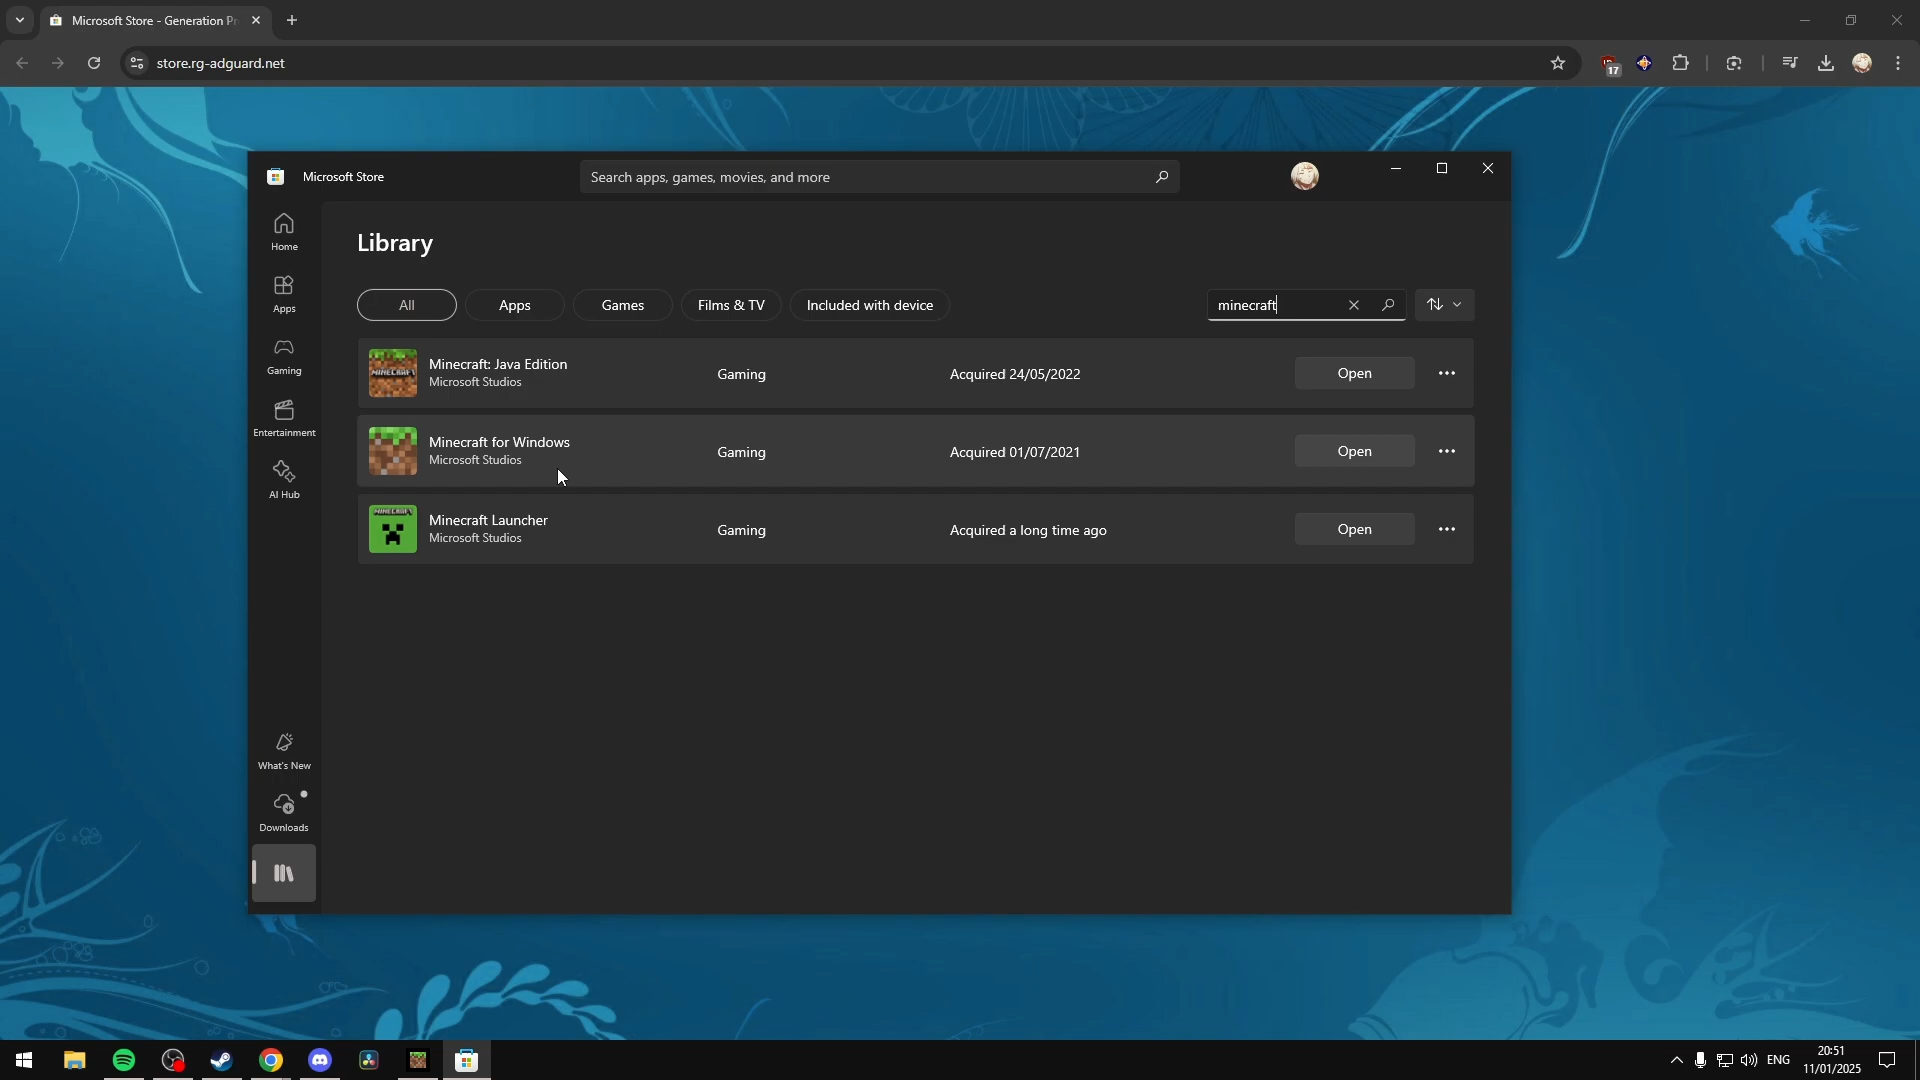 Microsoft Store - Generation Pr
store.rg-adguard.net
17
Microsoft Store
Search apps, games, movies, and more
Home
Apps
Gaming
Entertainment
AI Hub
What's New
Downloads
Library
All
Apps
Games
Films & TV
Included with device
minecraft
Minecraft: Java Edition
Microsoft Studios
Gaming
Acquired 24/05/2022
Open
Minecraft for Windows
Microsoft Studios
Gaming
Acquired 01/07/2021
Open
MINECRAFT
Minecraft Launcher
Microsoft Studios
Gaming
Acquired a long time ago
Open
ENG
20:51
11/01/2025